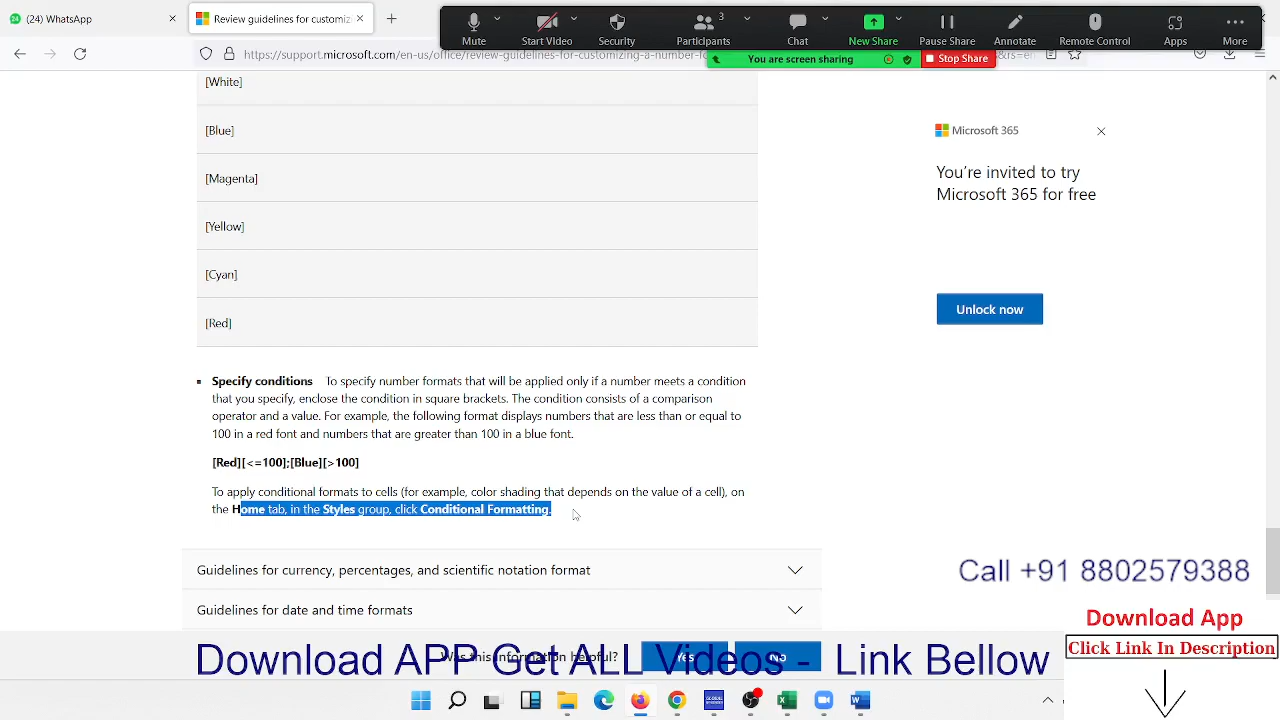 (24) WhatsApp
Review guidelines for customiz
Mute
Start Video
Security
Participants
3
Chat
New Share
Pause Share
Annotate
Remote Control
Apps
More
https://support.microsoft.com/en-us/office/review-guidelines-for-customizing-a-number-fo
You are screen sharing
Stop Share
[White]
[Blue]
[Magenta]
[Yellow]
[Cyan]
[Red]
Microsoft 365
You're invited to try
Microsoft 365 for free
Unlock now
Specify conditions To specify number formats that will be applied only if a number meets a condition
that you specify, enclose the condition in square brackets. The condition consists of a comparison
operator and a value. For example, the following format displays numbers that are less than or equal to
100 in a red font and numbers that are greater than 100 in a blue font.
[Red][<=100];[Blue][>100]
To apply conditional formats to cells (for example, color shading that depends on the value of a cell), on
the Home tab, in the Styles group, click Conditional Formatting.
Guidelines for currency, percentages, and scientific notation format
Guidelines for date and time formats
Was this information helpful?
Yes
No
Call +91 8802579388
Download App
Click Link In Description
Download APP Get ALL Videos - Link Bellow